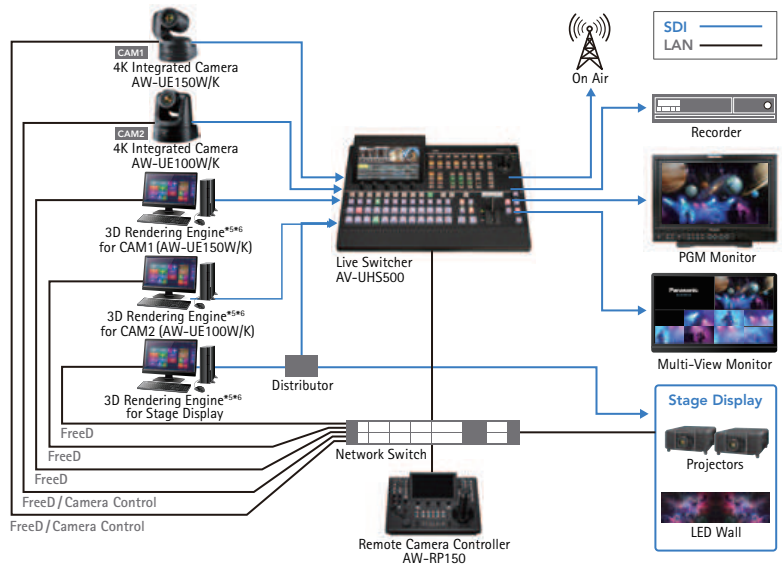 CAM1
4K Integrated Camera
AW-UE150W/K
CAM2
4K Integrated Camera
AW-UE100W/K
3D Rendering Engine*5*6
for CAM1 (AW-UE150W/K)
3D Rendering Engine*5*6
for CAM2 (AW-UE100W/K)
3D Rendering Engine*5*6
for Stage Display
Distributor
Live Switcher
AV-UHS500
On Air
SDI
LAN
Recorder
PGM Monitor
Panasonic
Multi-View Monitor
Stage Display
Projectors
LED Wall
Network Switch
FreeD
FreeD
FreeD
FreeD/Camera Control
FreeD/Camera Control
Remote Camera Controller
AW-RP150